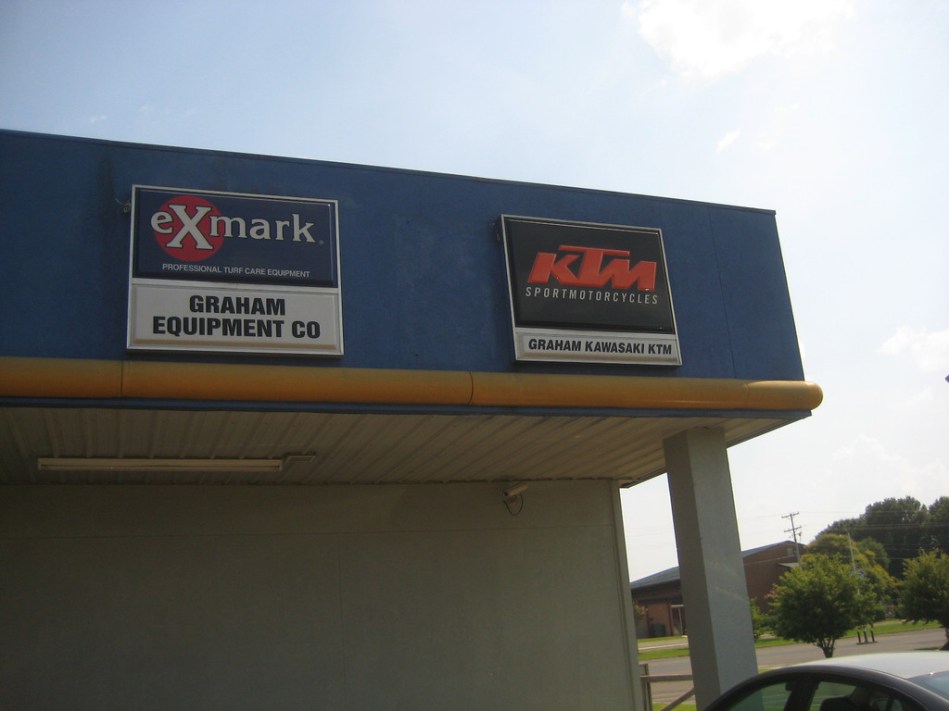 eXmark
PROFESSIONAL TURF CARE EQUIPMENT
GRAHAM
EQUIPMENT CO
KTM
SPORTMOTORCYCLES
GRAHAM KAWASAKI KTM